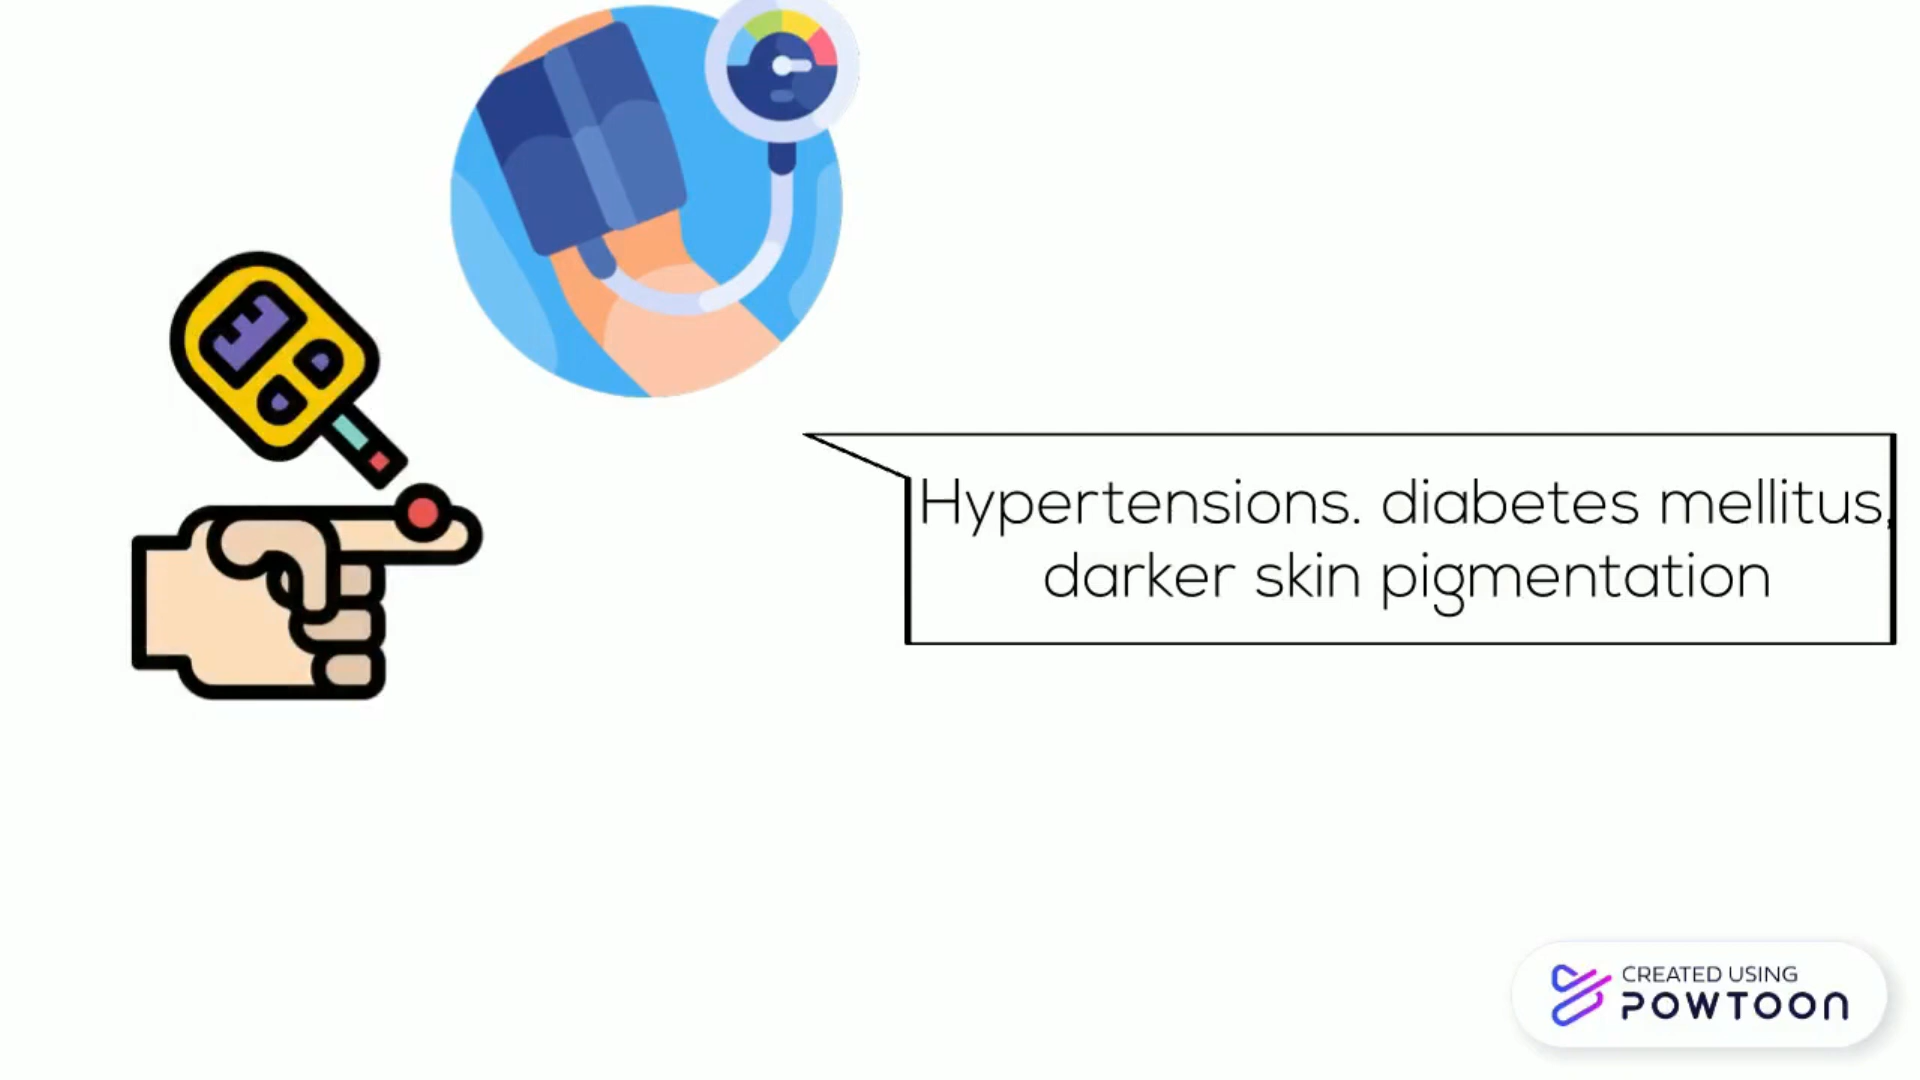 Hypertensions. diabetes mellitus,
darker skin pigmentation
CREATED USING
POWTOON